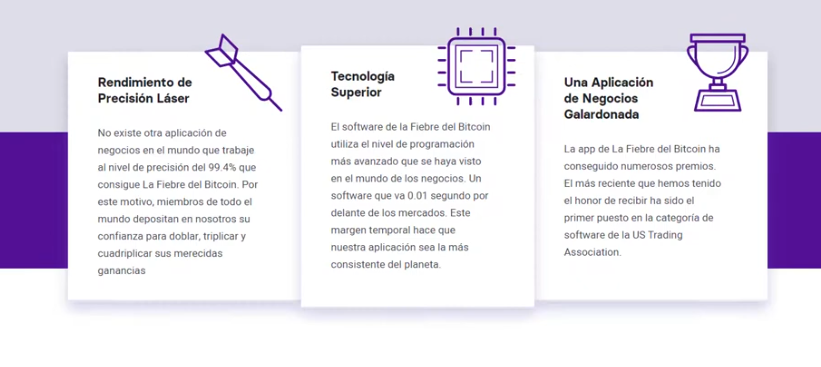 Rendimiento de
Precisión Láser
No existe otra aplicación de
negocios en el mundo que trabaje
al nivel de precisión del 99.4% que
consigue La Fiebre del Bitcoin. Por
este motivo, miembros de todo el
mundo depositan en nosotros su
confianza para doblar, triplicar y
cuadriplicar sus merecidas
ganancias
Tecnología
Superior
El software de la Fiebre del Bitcoin
utiliza el nivel de programación
más avanzado que se haya visto
en el mundo de los negocios. Un
software que va 0.01 segundo por
delante de los mercados. Este
margen temporal hace que
nuestra aplicación sea la más
consistente del planeta.
Una Aplicación
de Negocios
Galardonada
La app de La Fiebre del Bitcoin ha
conseguido numerosos premios.
El más reciente que hemos tenido
el honor de recibir ha sido el
primer puesto en la categoría de
software de la US Trading
Association.